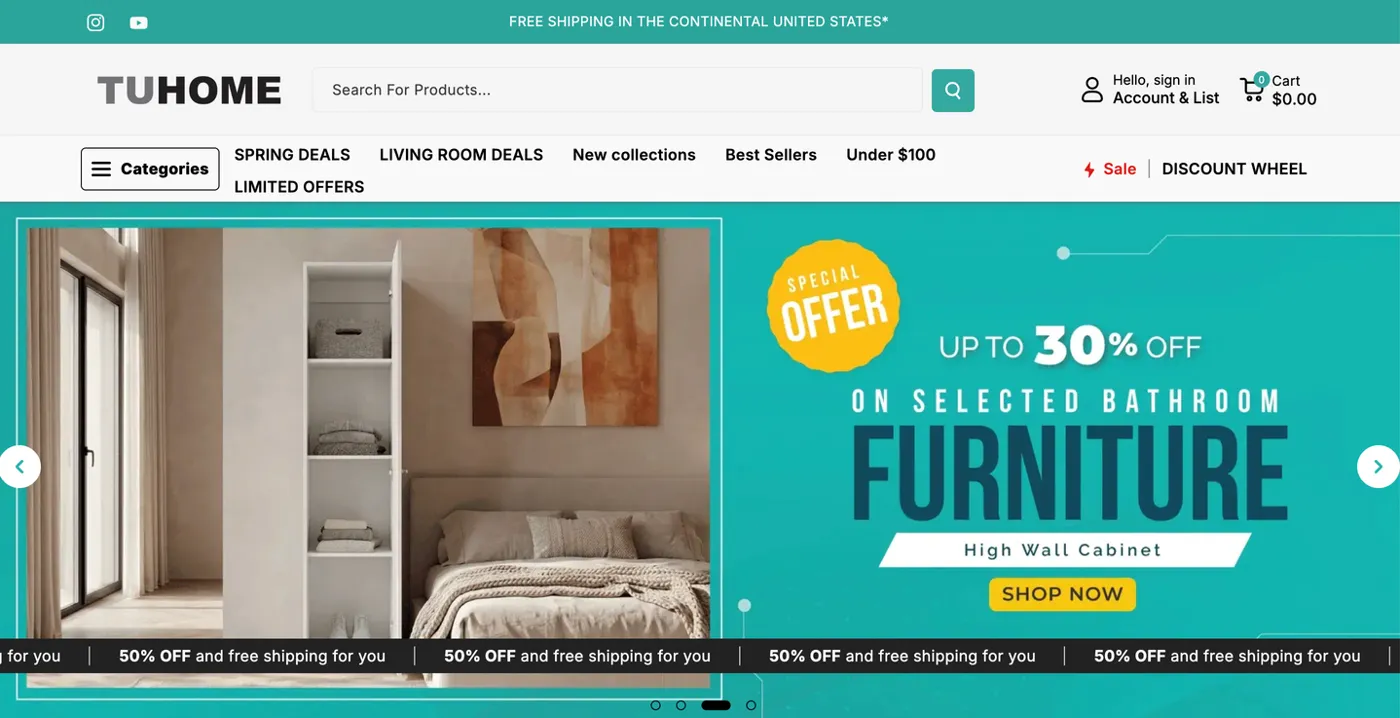 FREE SHIPPING IN THE CONTINENTAL UNITED STATES*
TUHOME
Search For Products...
Hello, sign in
Account & List
0
Cart
$0.00
Categories
SPRING DEALS
LIVING ROOM DEALS
New collections
Best Sellers
Under $100
LIMITED OFFERS
Sale
DISCOUNT WHEEL
SPECIAL
OFFER
UP TO 30% OFF
ON SELECTED BATHROOM
FURNITURE
High Wall Cabinet
SHOP NOW
g for you | 50% OFF and free shipping for you | 50% OFF and free shipping for you | 50% OFF and free shipping for you | 50% OFF and free shipping for you |